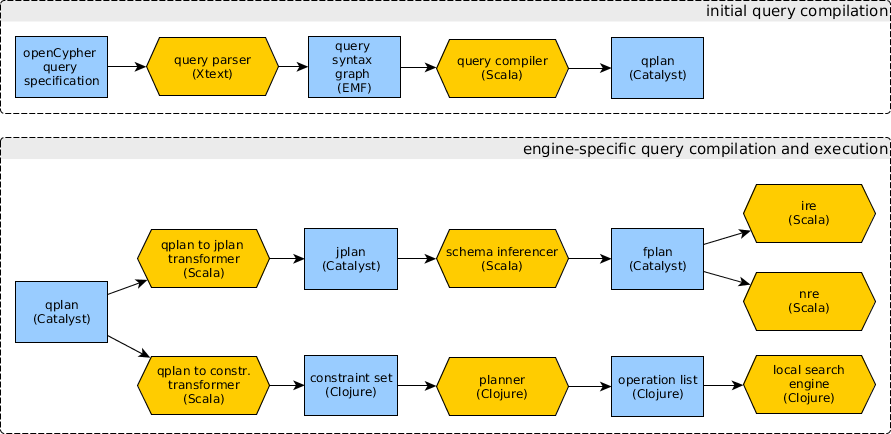 initial query compilation
openCypher
query
specification
query parser
(Xtext)
query
syntax
graph
(EMF)
query compiler
(Scala)
qplan
(Catalyst)
engine-specific query compilation and execution
qplan
(Catalyst)
qplan to jplan
transformer
(Scala)
jplan
(Catalyst)
schema inferencer
(Scala)
fplan
(Catalyst)
ire
(Scala)
nre
(Scala)
qplan to constr.
transformer
(Scala)
constraint set
(Clojure)
planner
(Clojure)
operation list
(Clojure)
local search
engine
(Clojure)